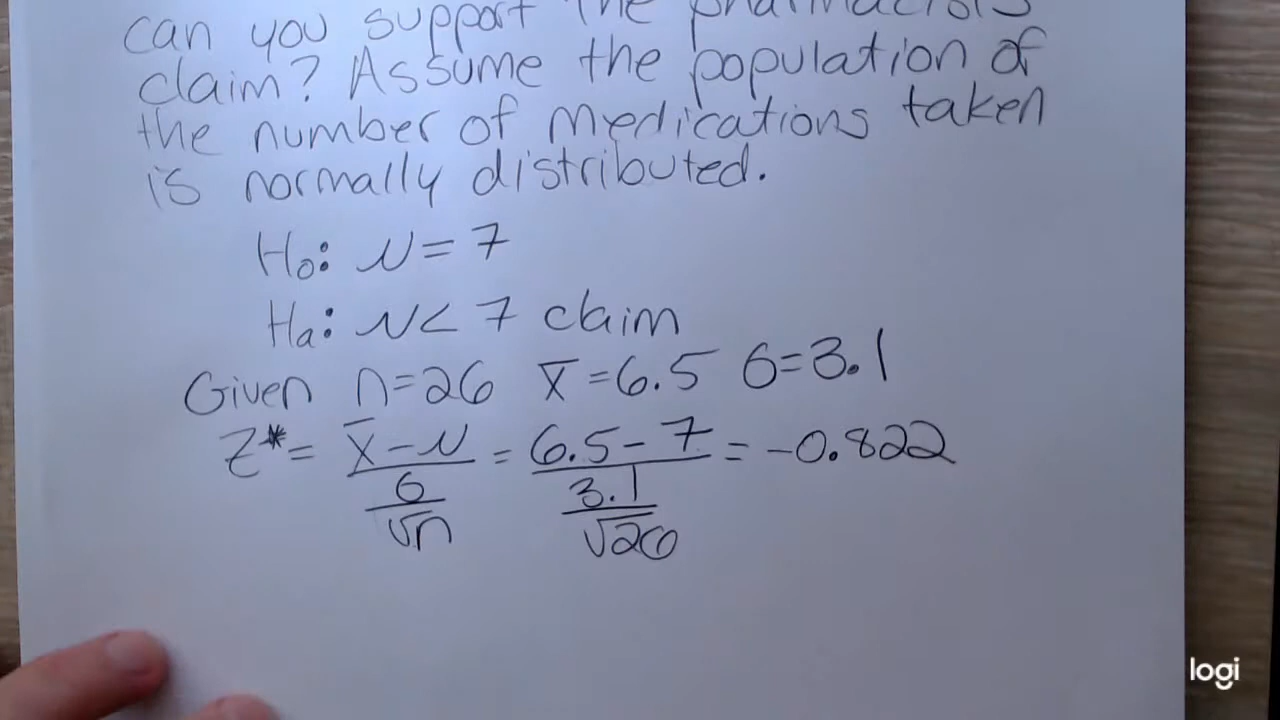 can you support the pharmacists
claim? Assume the population of
the number of medications taken
is normally distributed.
H₀: μ = 7
Hₐ: μ < 7 claim
Given n=26 x̄=6.5 σ=3.1
Z*= x̄-μ / (σ/√n) = 6.5-7 / (3.1/√26) = -0.822
logi